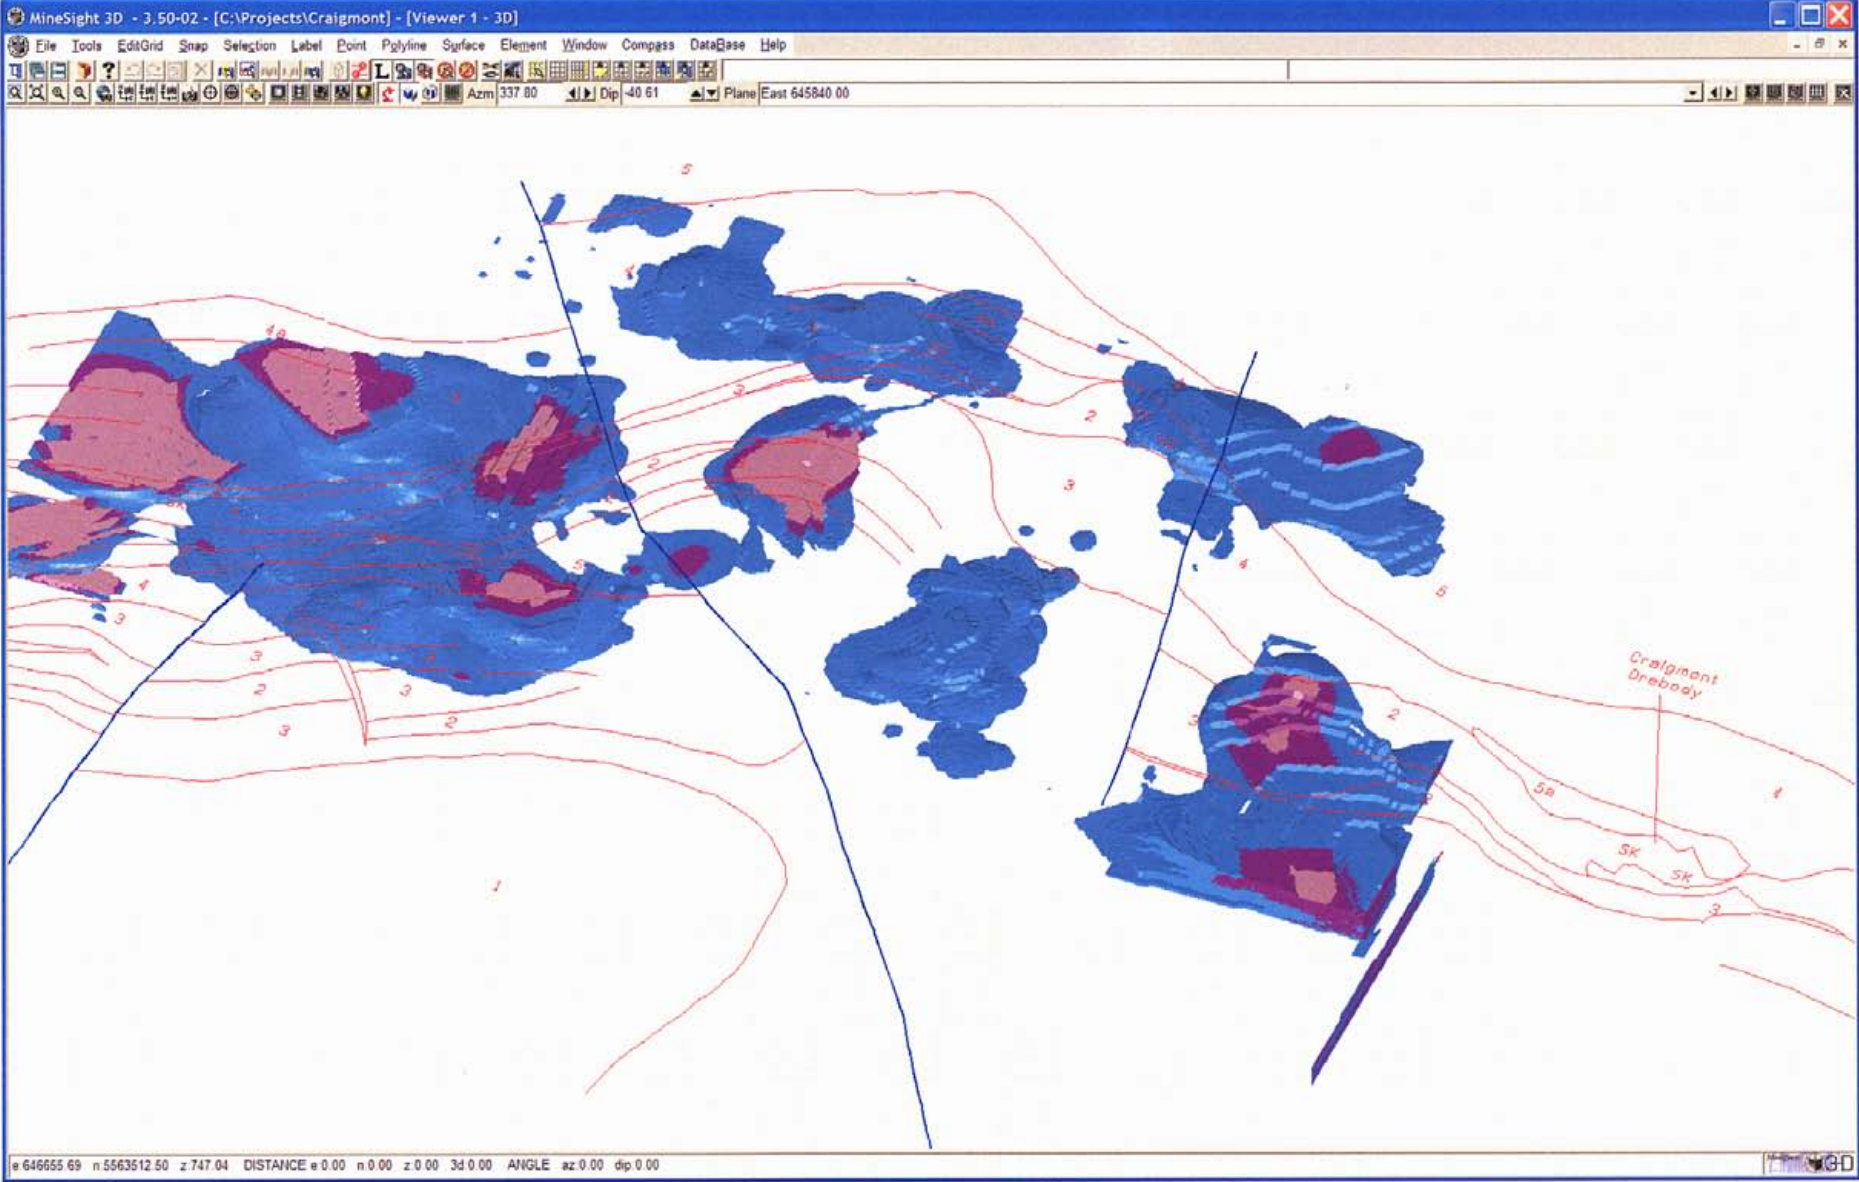 MineSight 3D - 3.50-02 - [C:\Projects\Craigmont] - [Viewer 1 - 3D]
File Tools EditGrid Snap Selection Label Point Polyline Surface Element Window Compass DataBase Help
Azm 337.80 Dip -40.61 Plane East 645840.00
5
4a
3
2
2
3
5
4
4
6
3
3
2
3
3
2
3
2
Craigmont
Orebody
2
3
5a
4
SK
SK
1
3
e 646655.69 n:5563512.50 z:747.04 DISTANCE e:0.00 n:0.00 z:0.00 3d:0.00 ANGLE az:0.00 dip:0.00
3-D